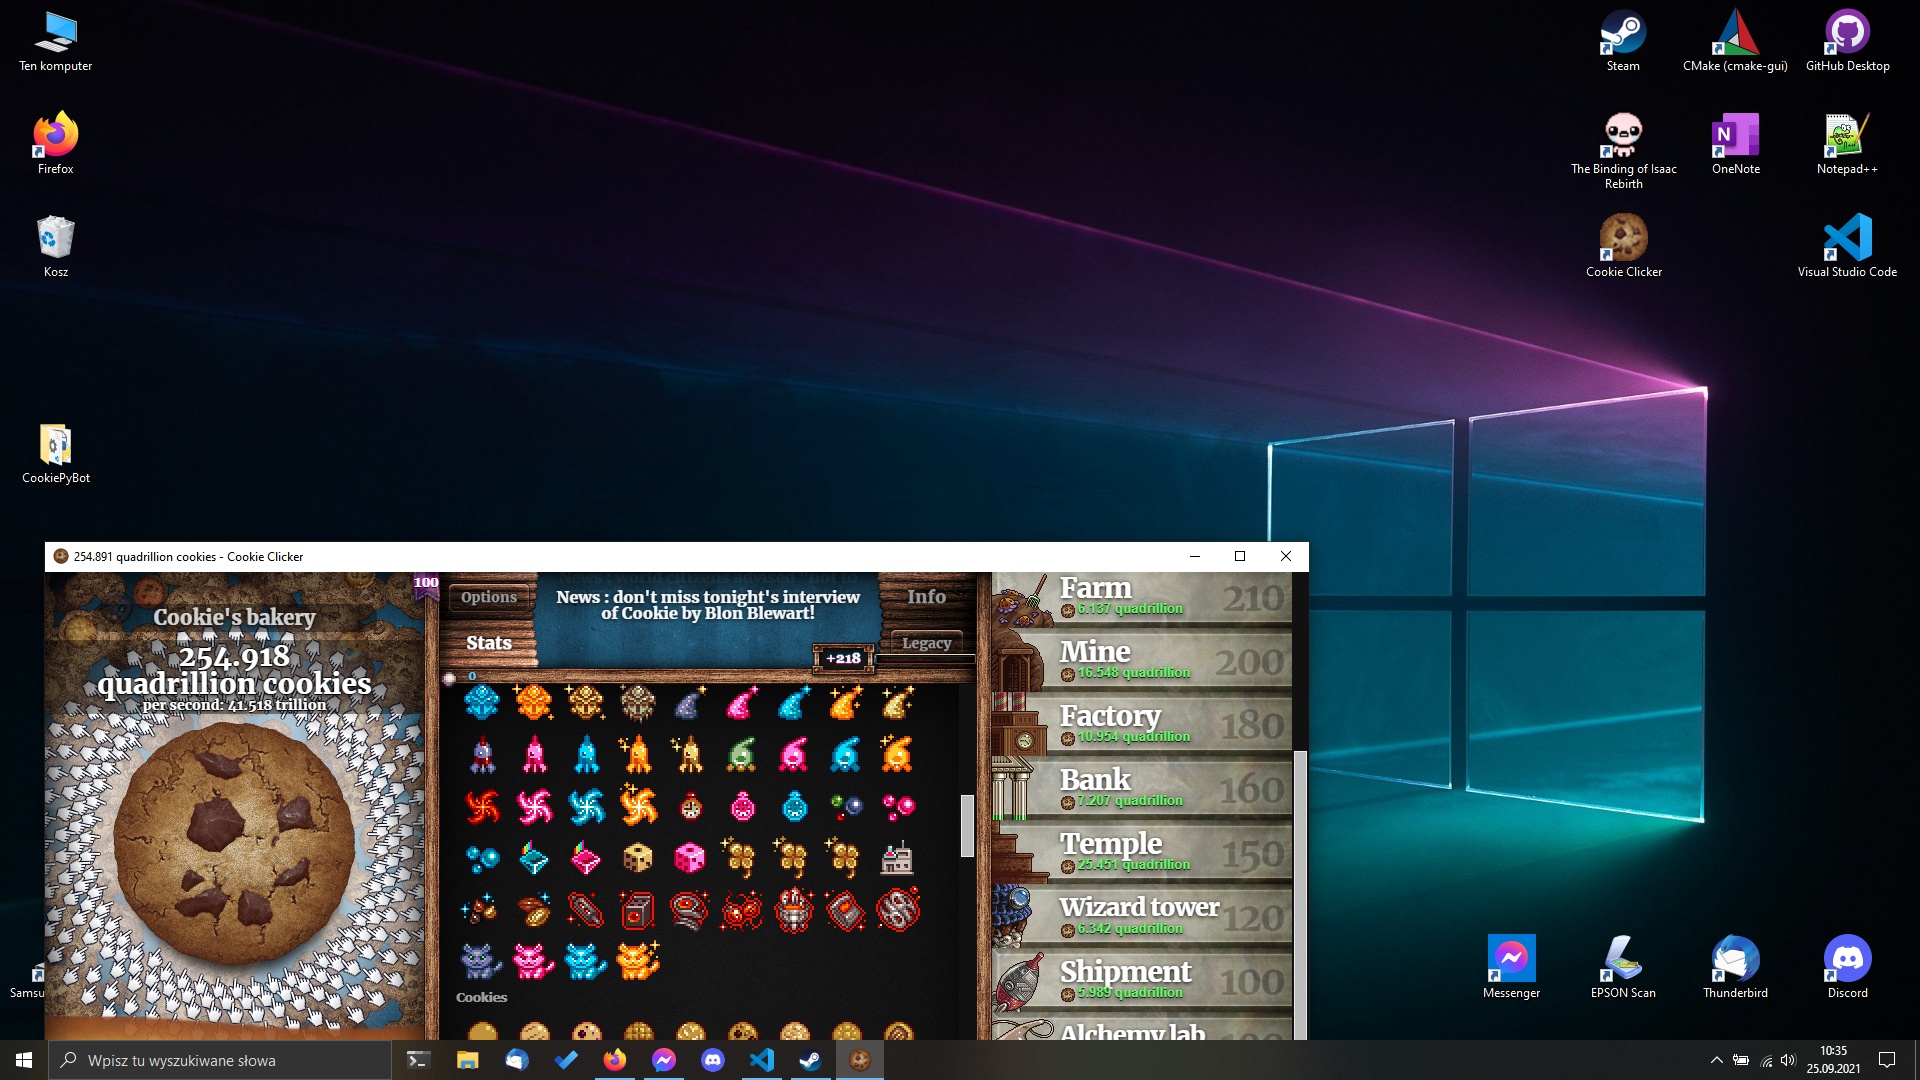 Ten komputer
Firefox
Kosz
CookiePyBot
Samsu
Steam
CMake (cmake-gui)
GitHub Desktop
The Binding of Isaac
Rebirth
OneNote
Notepad++
Cookie Clicker
Visual Studio Code
Messenger
EPSON Scan
Thunderbird
Discord
254.891 quadrillion cookies - Cookie Clicker
Cookie's bakery
254.918
quadrillion cookies
per second: 41.518 trillion
100
Options
Stats
News : don't miss tonight's interview
of Cookie by Blon Blewart!
Info
Legacy
+218
0
Cookies
Farm
6.137 quadrillion
210
Mine
16.548 quadrillion
200
Factory
10.954 quadrillion
180
Bank
7.207 quadrillion
160
Temple
25.451 quadrillion
150
Wizard tower
6.342 quadrillion
120
Shipment
5.989 quadrillion
100
Alchemy lab
Wpisz tu wyszukiwane słowa
10:35
25.09.2021